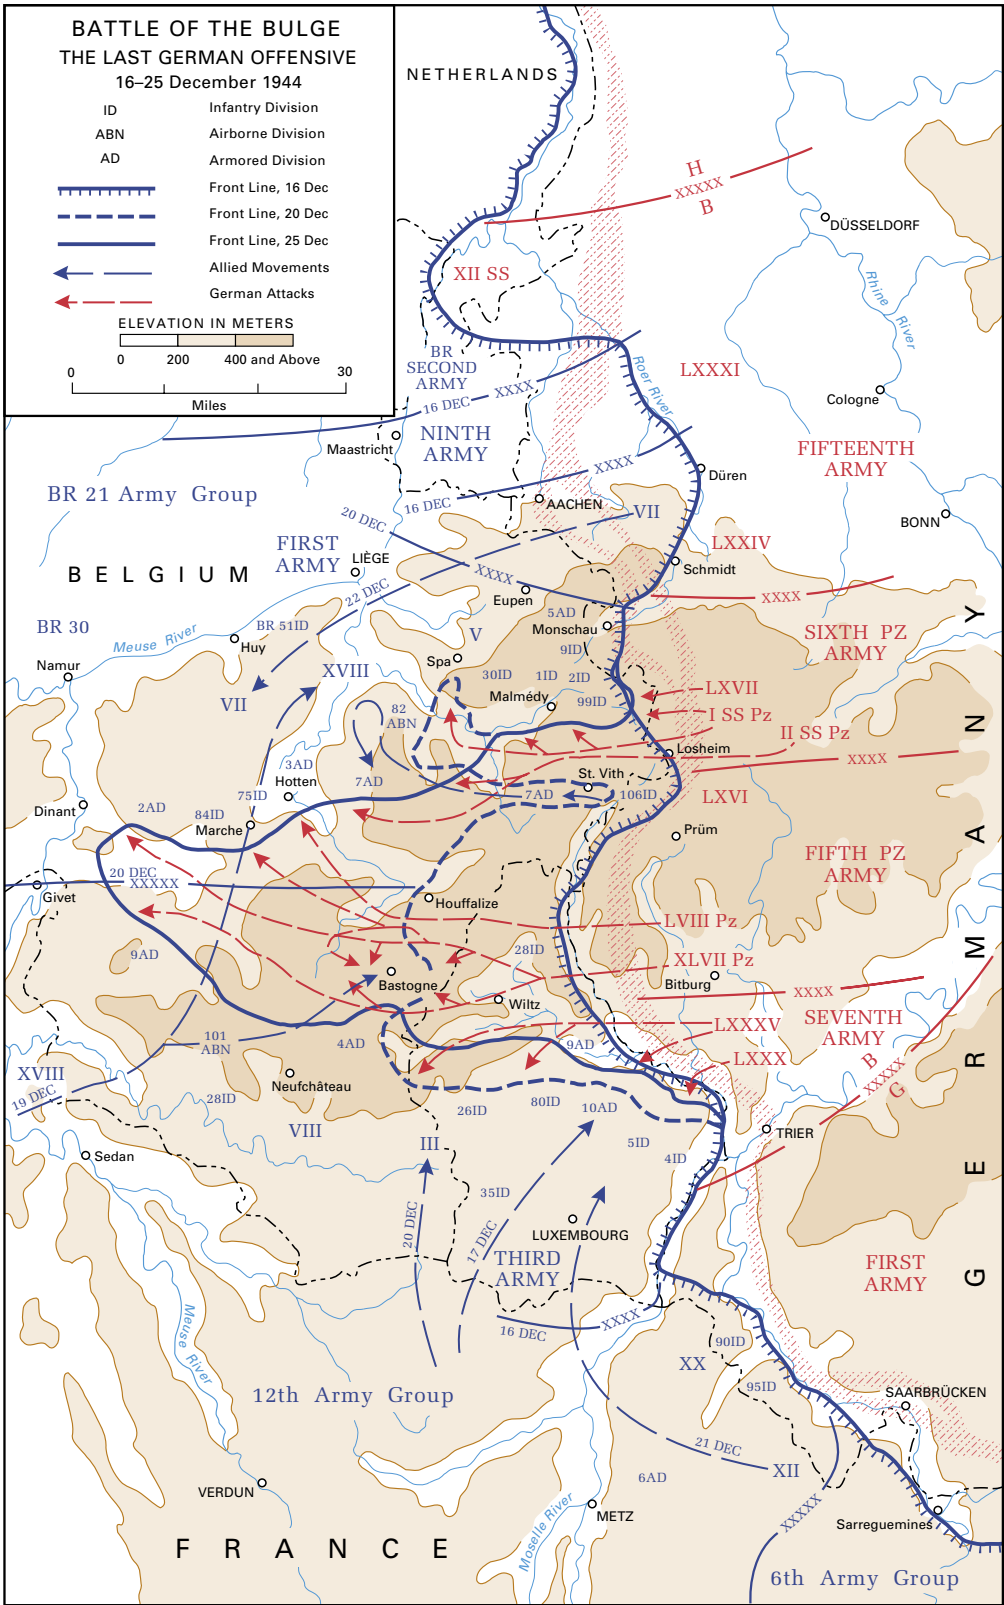 BATTLE OF THE BULGE
THE LAST GERMAN OFFENSIVE
16–25 December 1944
ID Infantry Division
ABN Airborne Division
AD Armored Division
Front Line, 16 Dec
Front Line, 20 Dec
Front Line, 25 Dec
Allied Movements
German Attacks
ELEVATION IN METERS
0 200 400 and Above
0 30
Miles
NETHERLANDS
H
XXXXX
B
DÜSSELDORF
XII SS
Rhine River
BR
SECOND
ARMY
Roer River
LXXXI
XXXX
16 DEC
Cologne
NINTH
ARMY
Maastricht
FIFTEENTH
ARMY
XXXX
Düren
BR 21 Army Group
16 DEC
AACHEN
20 DEC
VII
BONN
FIRST
ARMY
LXXIV
LIÈGE
BELGIUM
XXXX
Schmidt
22 DEC
Eupen
XXXX
5AD
BR 30
BR 51ID
Meuse River
Huy
V
Monschau
SIXTH PZ
ARMY
9ID
Namur
Spa
XVIII
30ID
1ID
2ID
LXVII
Malmédy
99ID
VII
82
ABN
I SS Pz
II SS Pz
Losheim
XXXX
3AD
Hotten
7AD
St. Vith
7AD
106ID
LXVI
75ID
2AD
84ID
Dinant
Marche
Prüm
FIFTH PZ
ARMY
20 DEC
XXXXX
Givet
Houffalize
LVIII Pz
28ID
9AD
XLVII Pz
Bastogne
Bitburg
XXXX
Wiltz
SEVENTH
ARMY
LXXXV
101
ABN
4AD
9AD
LXXX
B
XXXXX
G
XVIII
19 DEC
Neufchâteau
28ID
26ID
80ID
10AD
VIII
TRIER
III
5ID
Sedan
4ID
35ID
20 DEC
17 DEC
LUXEMBOURG
THIRD
ARMY
FIRST
ARMY
GERMANY
16 DEC
XXXX
Meuse River
90ID
XX
95ID
SAARBRÜCKEN
12th Army Group
21 DEC
XII
6AD
VERDUN
METZ
XXXXX
Sarreguemines
Moselle River
FRANCE
6th Army Group